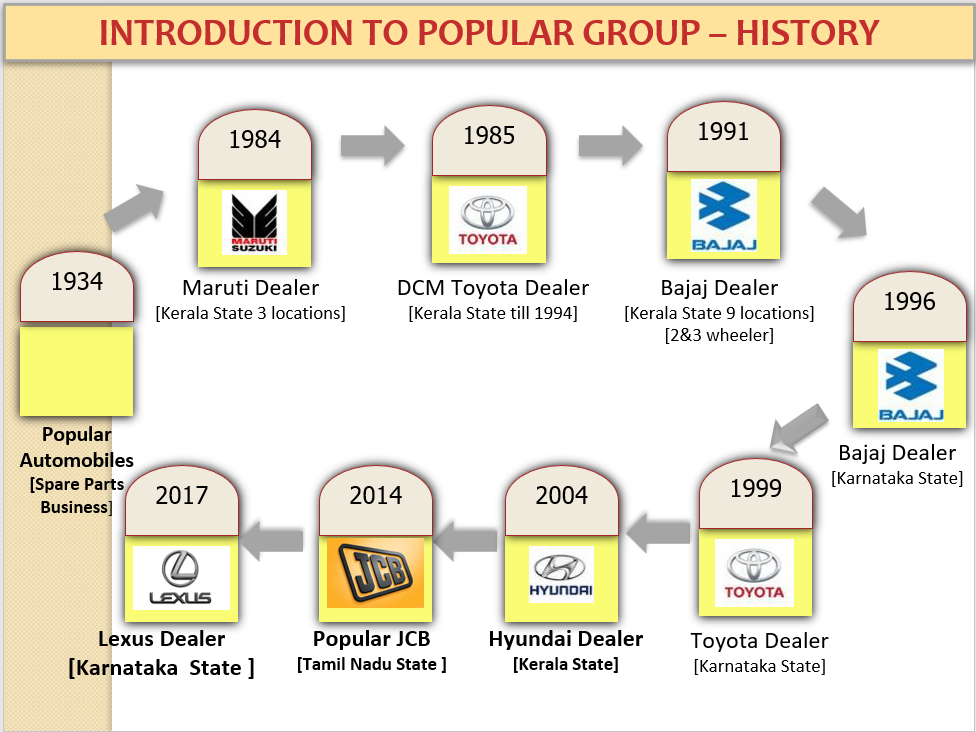 INTRODUCTION TO POPULAR GROUP – HISTORY
1934
Popular
Automobiles
[Spare Parts
Business]
1984
MARUTI
SUZUKI
Maruti Dealer
[Kerala State 3 locations]
1985
TOYOTA
DCM Toyota Dealer
[Kerala State till 1994]
1991
BAJAJ
Bajaj Dealer
[Kerala State 9 locations]
[2&3 wheeler]
1996
BAJAJ
Bajaj Dealer
[Karnataka State]
1999
TOYOTA
Toyota Dealer
[Karnataka State]
2004
HYUNDAI
Hyundai Dealer
[Kerala State]
2014
JCB
Popular JCB
[Tamil Nadu State ]
2017
LEXUS
Lexus Dealer
[Karnataka  State ]